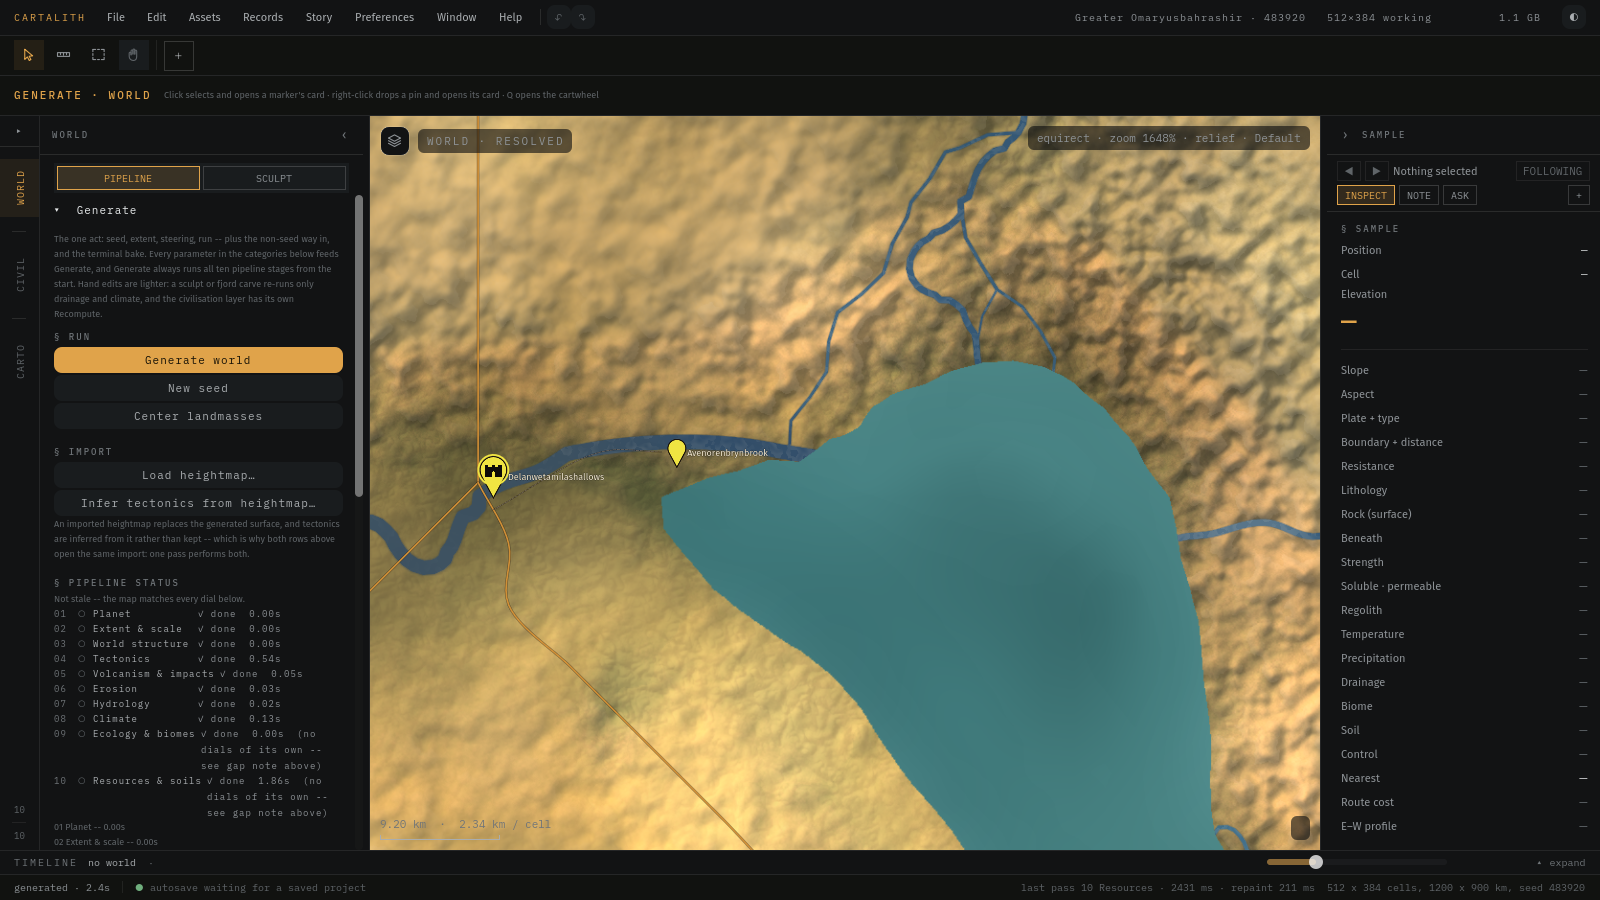 CARTALITH File Edit Assets Records Story Preferences Window Help
Greater Omaryusbahrashir · 483920 512×384 working 1.1 GB
+
GENERATE · WORLD Click selects and opens a marker's card · right-click drops a pin and opens its card · Q opens the cartwheel
WORLD
CIVIL
CARTO
10
10
WORLD
PIPELINE SCULPT
Generate
The one act: seed, extent, steering, run -- plus the non-seed way in,
and the terminal bake. Every parameter in the categories below feeds
Generate, and Generate always runs all ten pipeline stages from the
start. Hand edits are lighter: a sculpt or fjord carve re-runs only
drainage and climate, and the civilisation layer has its own
Recompute.
§ RUN
Generate world
New seed
Center landmasses
§ IMPORT
Load heightmap…
Infer tectonics from heightmap…
An imported heightmap replaces the generated surface, and tectonics
are inferred from it rather than kept -- which is why both rows above
open the same import: one pass performs both.
§ PIPELINE STATUS
Not stale -- the map matches every dial below.
01 ○ Planet √ done 0.00s
02 ○ Extent & scale √ done 0.00s
03 ○ World structure √ done 0.00s
04 ○ Tectonics √ done 0.54s
05 ○ Volcanism & impacts √ done 0.05s
06 ○ Erosion √ done 0.03s
07 ○ Hydrology √ done 0.02s
08 ○ Climate √ done 0.13s
09 ○ Ecology & biomes √ done 0.00s (no
dials of its own --
see gap note above)
10 ○ Resources & soils √ done 1.86s (no
dials of its own --
see gap note above)
01 Planet -- 0.00s
02 Extent & scale -- 0.00s
WORLD · RESOLVED
equirect · zoom 1648% · relief · Default
Avenorenbrynbrook
Delanwetamilashallows
9.20 km · 2.34 km / cell
SAMPLE
Nothing selected FOLLOWING
INSPECT NOTE ASK +
§ SAMPLE
Position —
Cell —
Elevation
—
Slope —
Aspect —
Plate + type —
Boundary + distance —
Resistance —
Lithology —
Rock (surface) —
Beneath —
Strength —
Soluble · permeable —
Regolith —
Temperature —
Precipitation —
Drainage —
Biome —
Soil —
Control —
Nearest —
Route cost —
E–W profile —
TIMELINE no world · expand
generated · 2.4s autosave waiting for a saved project
last pass 10 Resources · 2431 ms · repaint 211 ms 512 x 384 cells, 1200 x 900 km, seed 483920